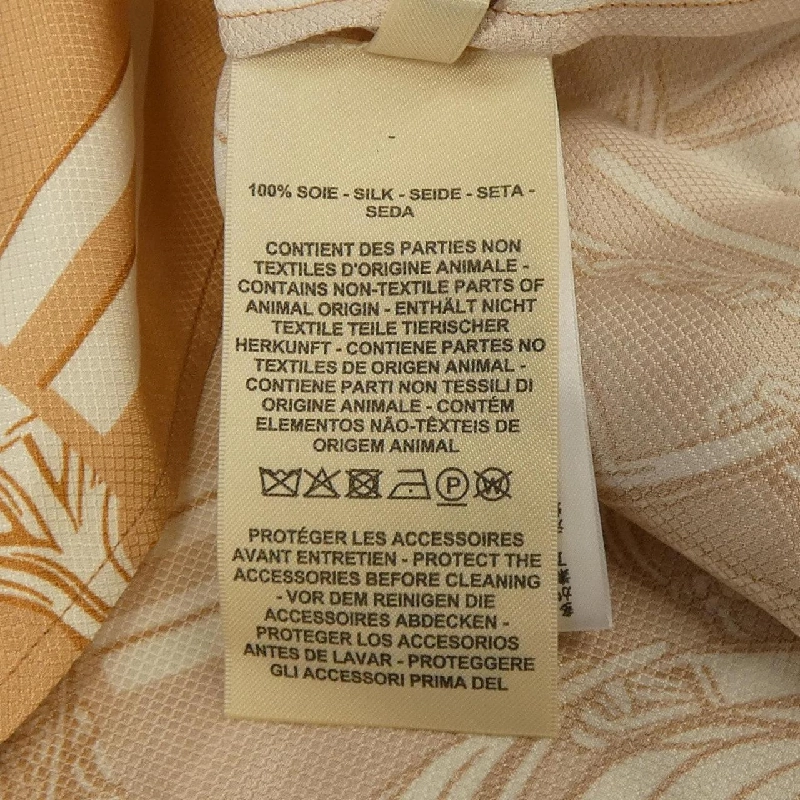 100% SOIE - SILK - SEIDE - SETA -
SEDA
CONTIENT DES PARTIES NON
TEXTILES D'ORIGINE ANIMALE -
CONTAINS NON-TEXTILE PARTS OF
ANIMAL ORIGIN - ENTHÄLT NICHT
TEXTILE TEILE TIERISCHER
HERKUNFT - CONTIENE PARTES NO
TEXTILES DE ORIGEN ANIMAL -
CONTIENE PARTI NON TESSILI DI
ORIGINE ANIMALE - CONTÉM
ELEMENTOS NÃO-TÊXTEIS DE
ORIGEM ANIMAL
P W
PROTÉGER LES ACCESSOIRES
AVANT ENTRETIEN - PROTECT THE
ACCESSORIES BEFORE CLEANING
- VOR DEM REINIGEN DIE
ACCESSOIRES ABDECKEN -
PROTEGER LOS ACCESORIOS
ANTES DE LAVAR - PROTEGGERE
GLI ACCESSORI PRIMA DEL